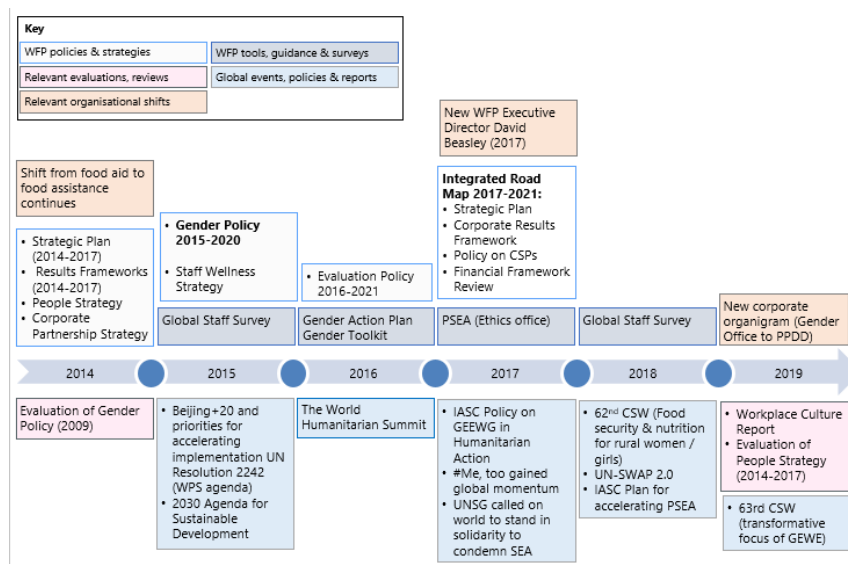 Key
WFP policies & strategies
WFP tools, guidance & surveys
Relevant evaluations, reviews
Global events, policies & reports
Relevant organisational shifts
Shift from food aid to
food assistance
continues
• Strategic Plan
(2014-2017)
• Results Frameworks
(2014-2017)
• People Strategy
• Corporate
Partnership Strategy
• Gender Policy
2015-2020
• Staff Wellness
Strategy
Global Staff Survey
• Evaluation Policy
2016-2021
Gender Action Plan
Gender Toolkit
New WFP Executive
Director David
Beasley (2017)
Integrated Road
Map 2017-2021:
• Strategic Plan
• Corporate Results
Framework
• Policy on CSPs
• Financial Framework
Review
PSEA (Ethics office)
Global Staff Survey
New corporate
organigram (Gender
Office to PPDD)
2014
2015
2016
2017
2018
2019
Evaluation of Gender
Policy (2009)
• Beijing+20 and
priorities for
accelerating
implementation UN
Resolution 2242
(WPS agenda)
• 2030 Agenda for
Sustainable
Development
The World
Humanitarian Summit
• IASC Policy on
GEEWG in
Humanitarian
Action
• #Me, too gained
global momentum
• UNSG called on
world to stand in
solidarity to
condemn SEA
• 62nd CSW (Food
security & nutrition
for rural women /
girls)
• UN-SWAP 2.0
• IASC Plan for
accelerating PSEA
• Workplace Culture
Report
• Evaluation of
People Strategy
(2014-2017)
• 63rd CSW
(transformative
focus of GEWE)